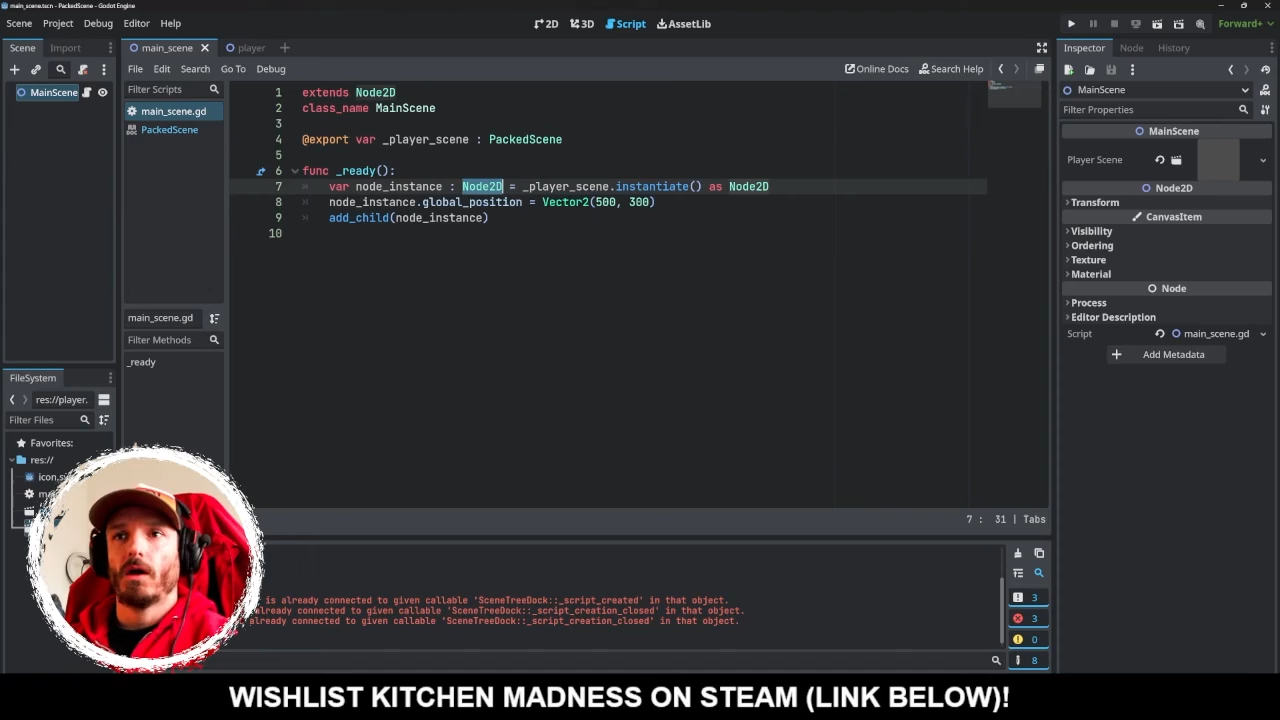 main_scene.tscn - PackedScene - Godot Engine
Scene Project Debug Editor Help
2D 3D Script AssetLib
Forward+
Scene Import
main_scene player
Inspector Node History
File Edit Search Go To Debug
Online Docs Search Help
MainScene
Filter Scripts
main_scene.gd
PackedScene
1 extends Node2D
2 class_name MainScene
3
4 @export var _player_scene : PackedScene
5
6 func _ready():
7 var node_instance : Node2D = _player_scene.instantiate() as Node2D
8 node_instance.global_position = Vector2(500, 300)
9 add_child(node_instance)
10
MainScene
Filter Properties
MainScene
Player Scene
Node2D
Transform
CanvasItem
Visibility
Ordering
Texture
Material
Node
Process
Editor Description
Script main_scene.gd
Add Metadata
main_scene.gd
Filter Methods
_ready
FileSystem
res://player.
Filter Files
Favorites:
res://
icon.sv
7 : 31 | Tabs
is already connected to given callable 'SceneTreeDock::_script_created' in that object.
already connected to given callable 'SceneTreeDock::_script_creation_closed' in that object.
already connected to given callable 'SceneTreeDock::_script_creation_closed' in that object.
3
3
0
8
WISHLIST KITCHEN MADNESS ON STEAM (LINK BELOW)!